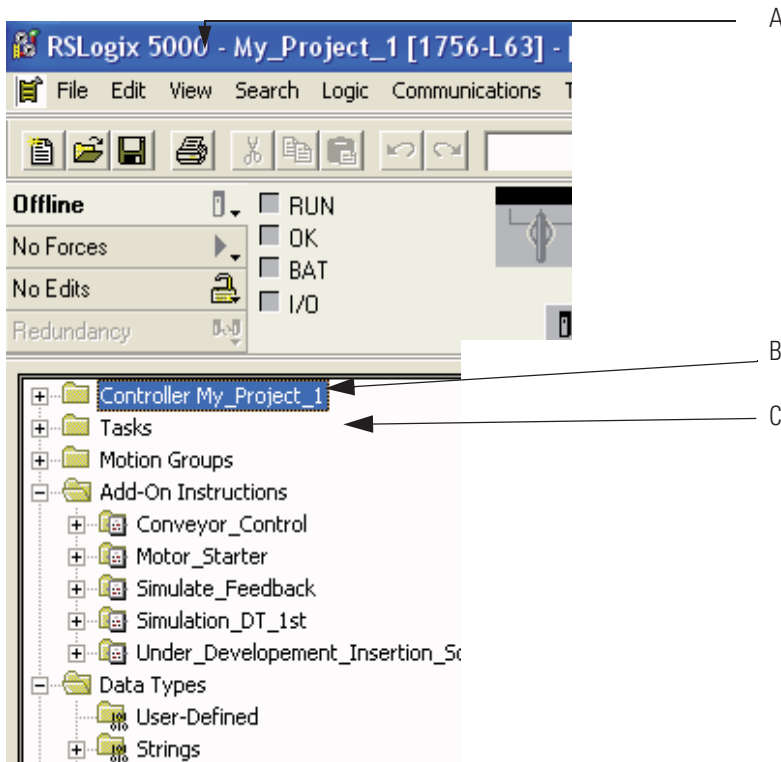 A
RSLogix 5000 - My_Project_1 [1756-L63] - [
File Edit View Search Logic Communications
Offline RUN
No Forces OK
No Edits BAT
I/O
Redundancy
B
Controller My_Project_1
C
Tasks
Motion Groups
Add-On Instructions
Conveyor_Control
Motor_Starter
Simulate_Feedback
Simulation_DT_1st
Under_Developement_Insertion_Sc
Data Types
User-Defined
Strings